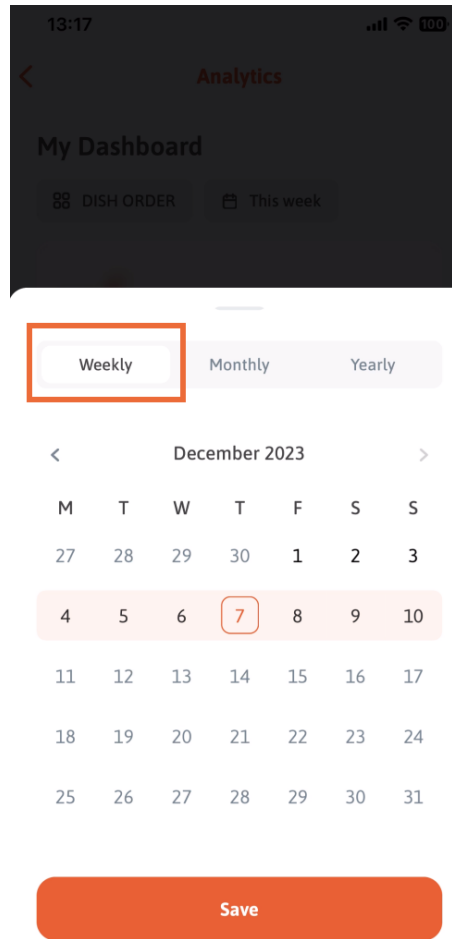 13:17
100
Analytics
My Dashboard
DISH ORDER This week
Weekly Monthly Yearly
December 2023
M T W T F S S
27 28 29 30 1 2 3
4 5 6 7 8 9 10
11 12 13 14 15 16 17
18 19 20 21 22 23 24
25 26 27 28 29 30 31
Save